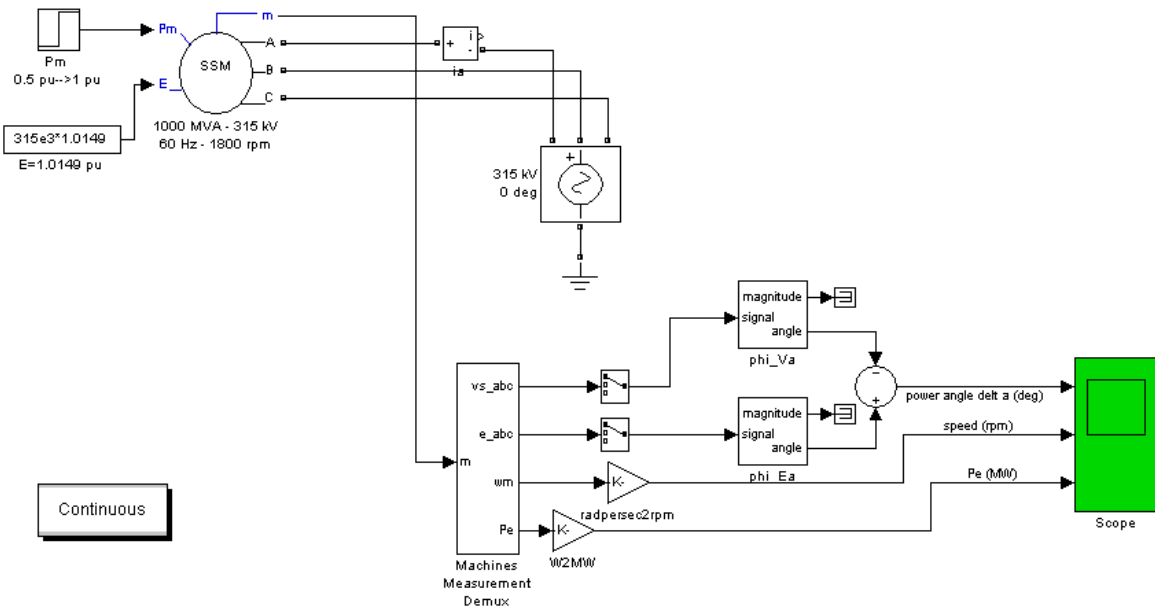 m
Pm
A
i
+
-
Pm
SSM
B
ia
0.5 pu-->1 pu
E
C
315e3*1.0149
1000 MVA - 315 kV
60 Hz - 1800 rpm
E=1.0149 pu
+
315 kV
0 deg
magnitude
signal
angle
phi_Va
vs_abc
-
+
power angle delt a (deg)
magnitude
e_abc
signal
angle
speed (rpm)
m
phi_Ea
wm
K-
Pe (MW)
radpersec2rpm
Continuous
Pe
K-
Scope
W2MW
Machines
Measurement
Demux